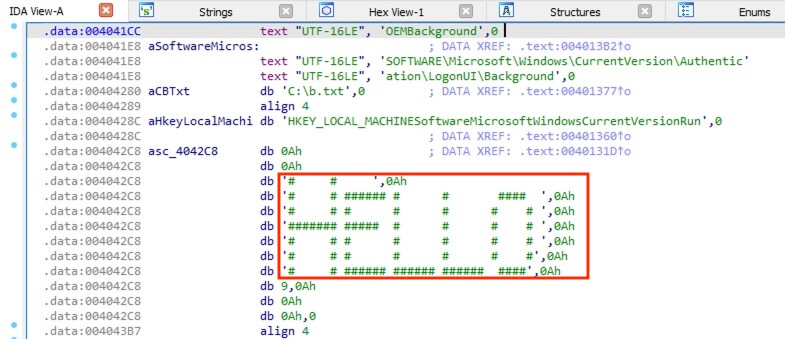 IDA View-A Strings Hex View-1 Structures Enums
.data:004041CC text "UTF-16LE", 'OEMBackground',0
.data:004041E8 aSoftwareMicros: ; DATA XREF: .text:004013B2↑o
.data:004041E8 text "UTF-16LE", 'SOFTWARE\Microsoft\Windows\CurrentVersion\Authentic'
.data:004041E8 text "UTF-16LE", 'ation\LogonUI\Background',0
.data:00404280 aCBTxt db 'C:\b.txt',0 ; DATA XREF: .text:00401377↑o
.data:00404289 align 4
.data:0040428C aHkeyLocalMachi db 'HKEY_LOCAL_MACHINESoftwareMicrosoftWindowsCurrentVersionRun',0
.data:0040428C ; DATA XREF: .text:00401360↑o
.data:004042C8 asc_4042C8 db 0Ah ; DATA XREF: .text:0040131D↑o
.data:004042C8 db 0Ah
.data:004042C8 db '#     #      ',0Ah
.data:004042C8 db '#     # ###### #      #       ####  ',0Ah
.data:004042C8 db '#     # #      #      #      #    # ',0Ah
.data:004042C8 db '####### #####  #      #      #    # ',0Ah
.data:004042C8 db '#     # #      #      #      #    # ',0Ah
.data:004042C8 db '#     # #      #      #      #    #',0Ah
.data:004042C8 db '#     # ###### ###### ######  ####',0Ah
.data:004042C8 db 9,0Ah
.data:004042C8 db 0Ah
.data:004042C8 db 0Ah,0
.data:004043B7 align 4